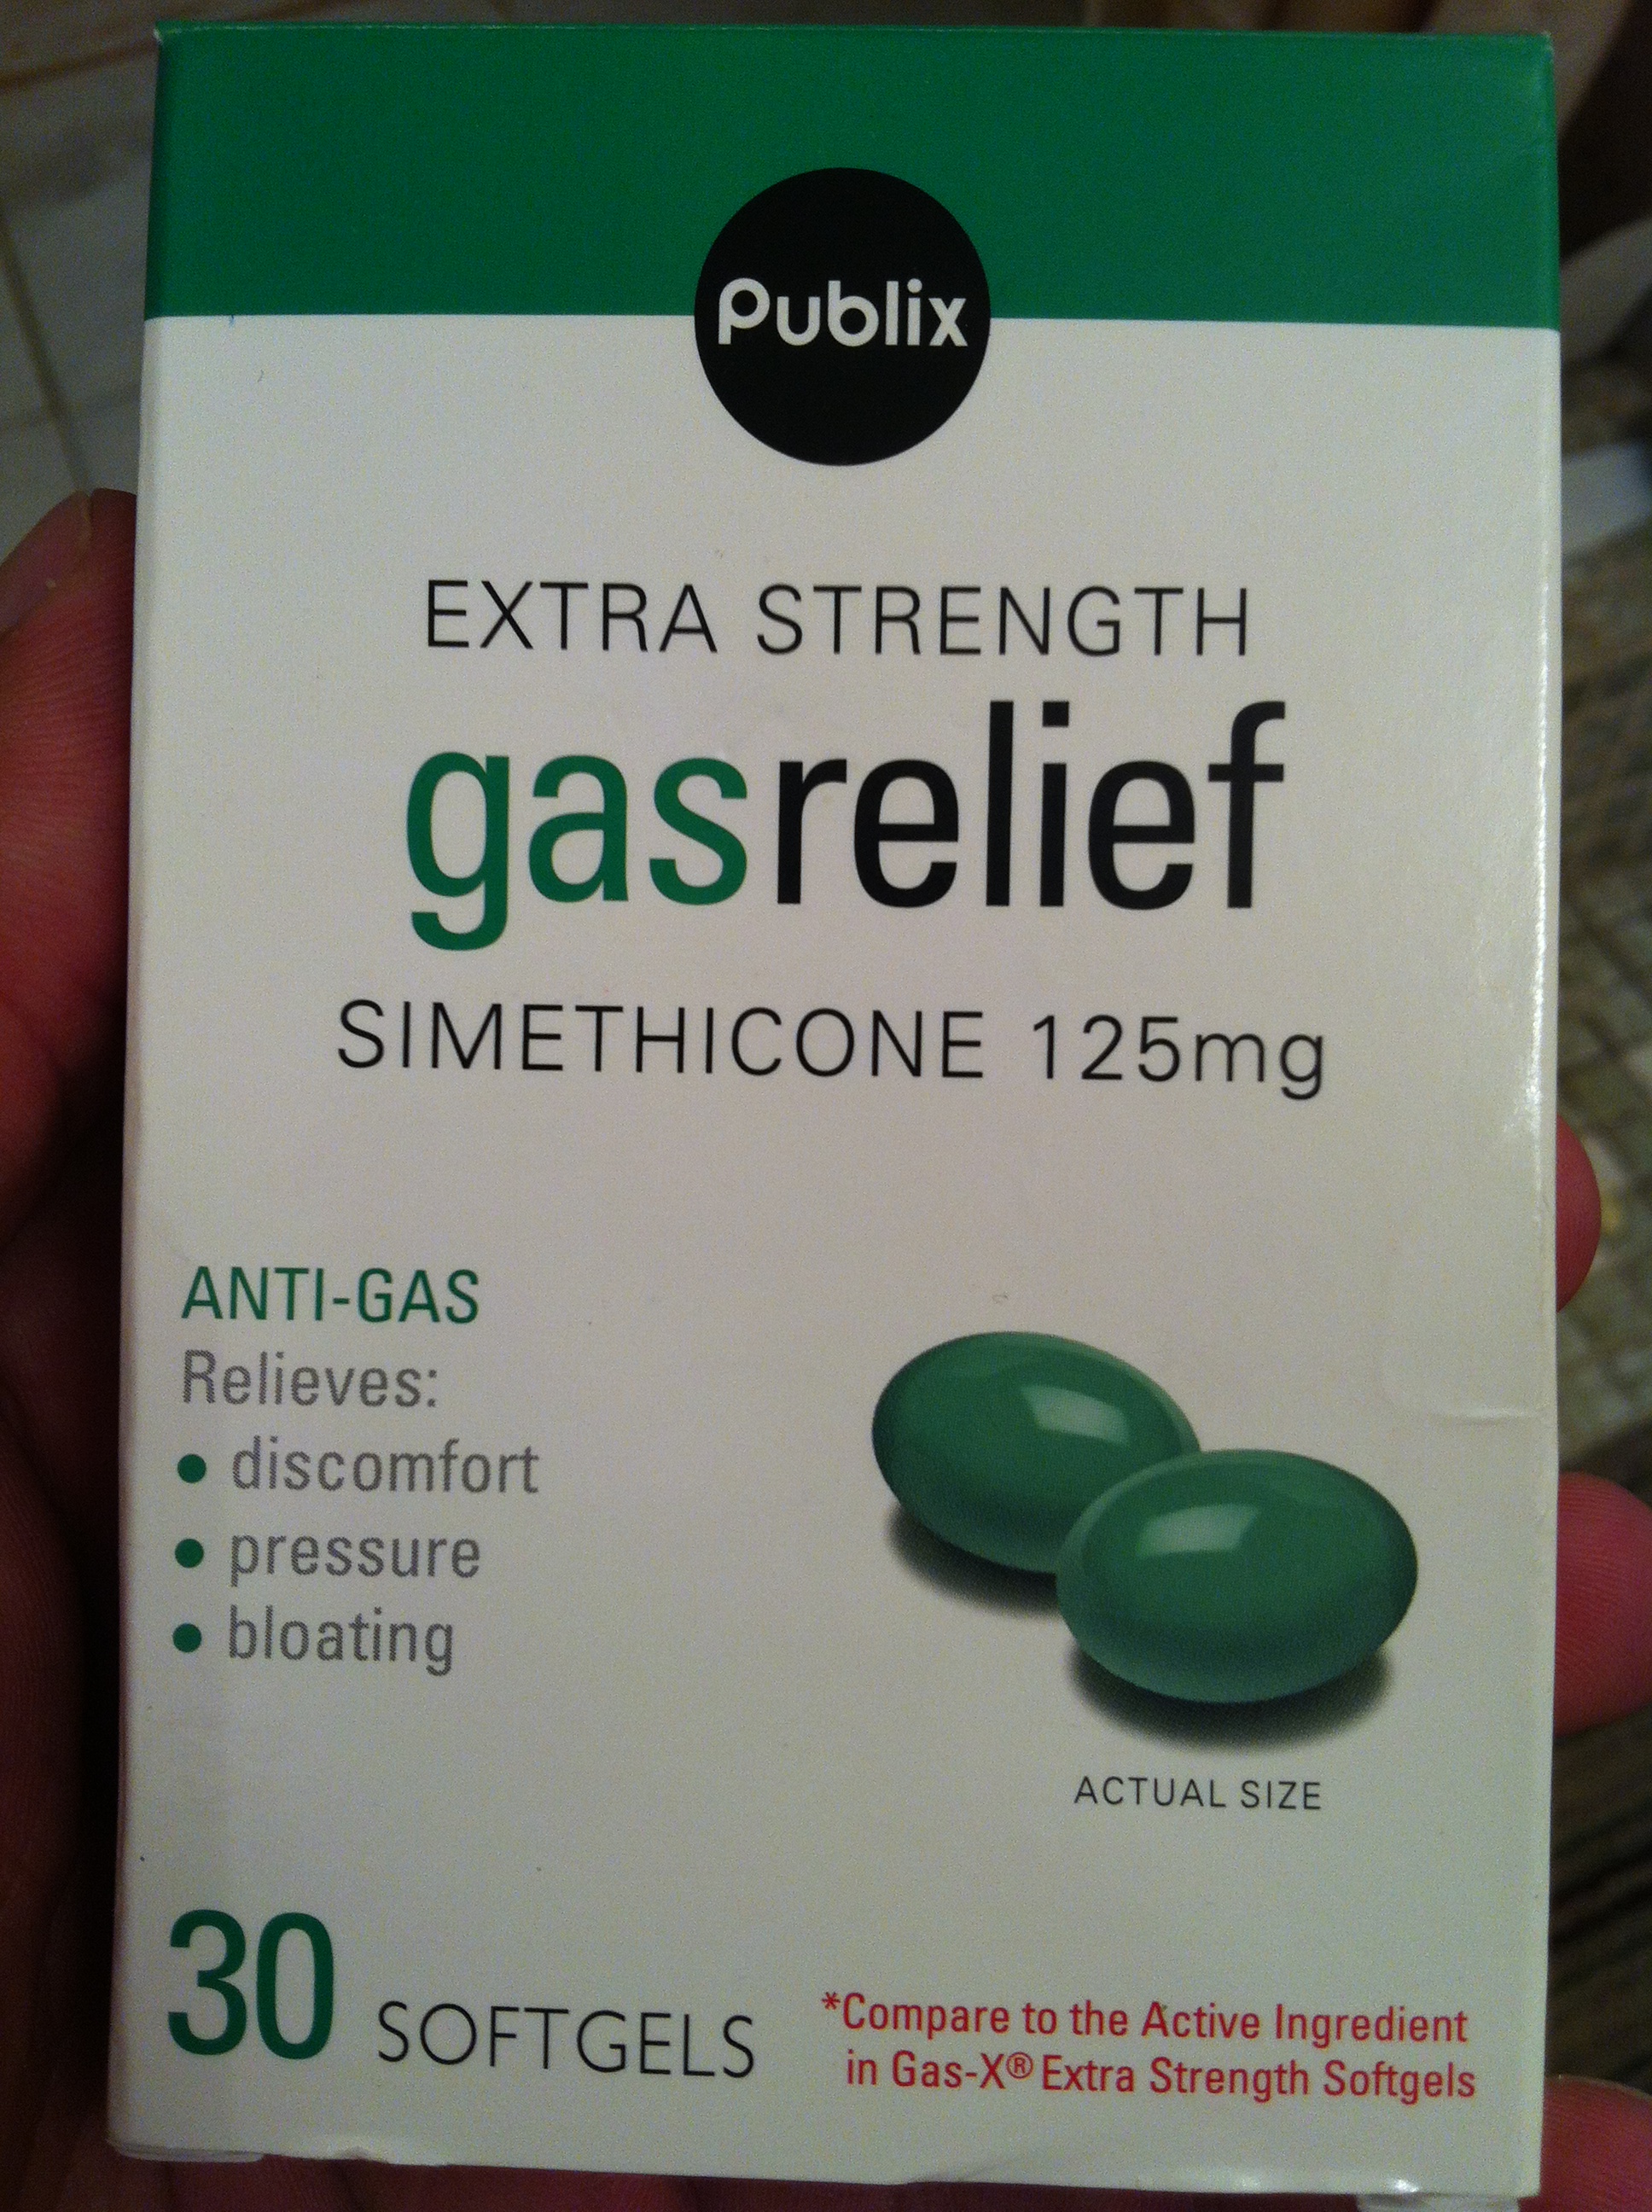 Publix
EXTRA STRENGTH
gasrelief
SIMETHICONE 125mg
ANTI-GAS
Relieves:
• discomfort
• pressure
• bloating
ACTUAL SIZE
30 SOFTGELS
*Compare to the Active Ingredient
in Gas-X® Extra Strength Softgels